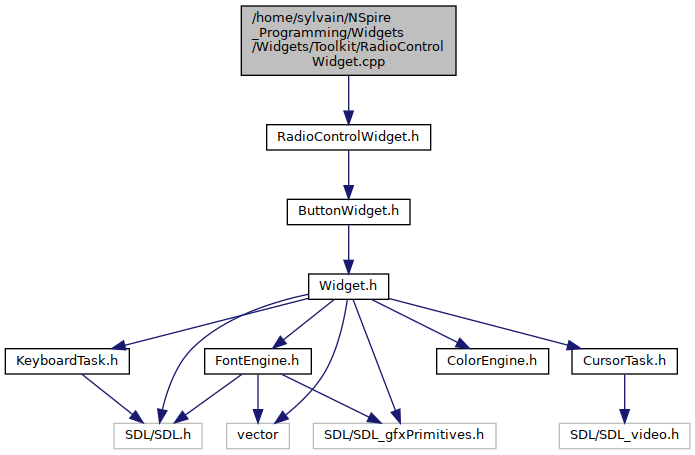 /home/sylvain/NSpire
_Programming/Widgets
/Widgets/Toolkit/RadioControl
Widget.cpp
RadioControlWidget.h
ButtonWidget.h
Widget.h
KeyboardTask.h
FontEngine.h
ColorEngine.h
CursorTask.h
SDL/SDL.h
vector
SDL/SDL_gfxPrimitives.h
SDL/SDL_video.h